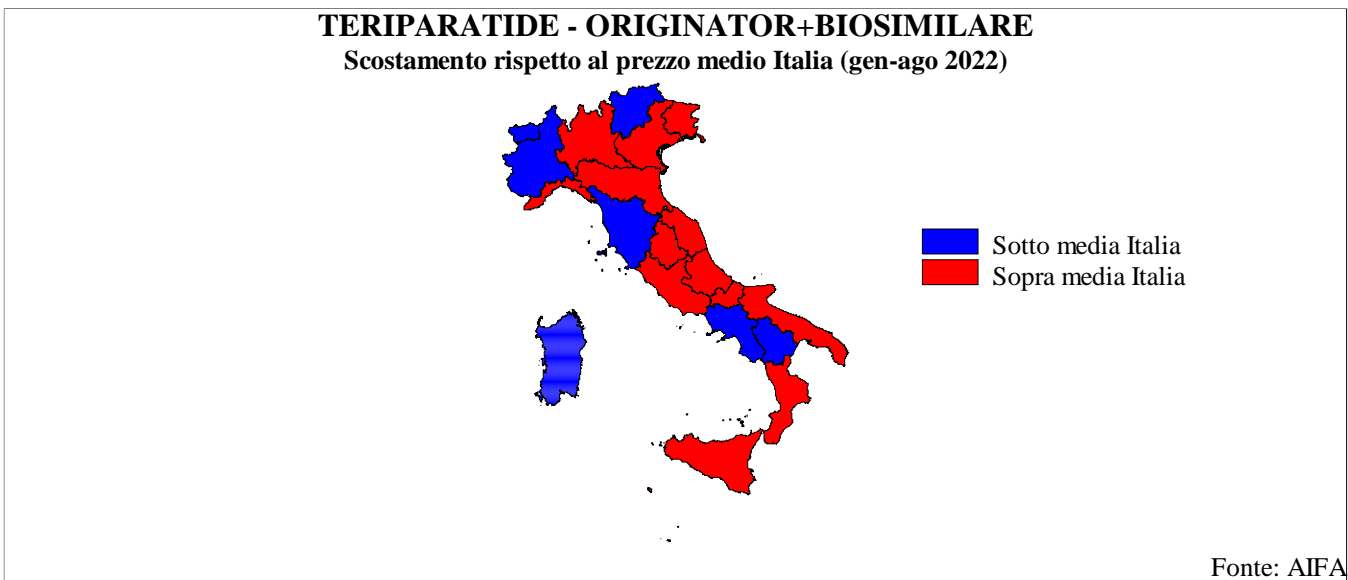 TERIPARATIDE - ORIGINATOR+BIOSIMILARE
Scostamento rispetto al prezzo medio Italia (gen-ago 2022)
Sotto media Italia
Sopra media Italia
Fonte: AIFA